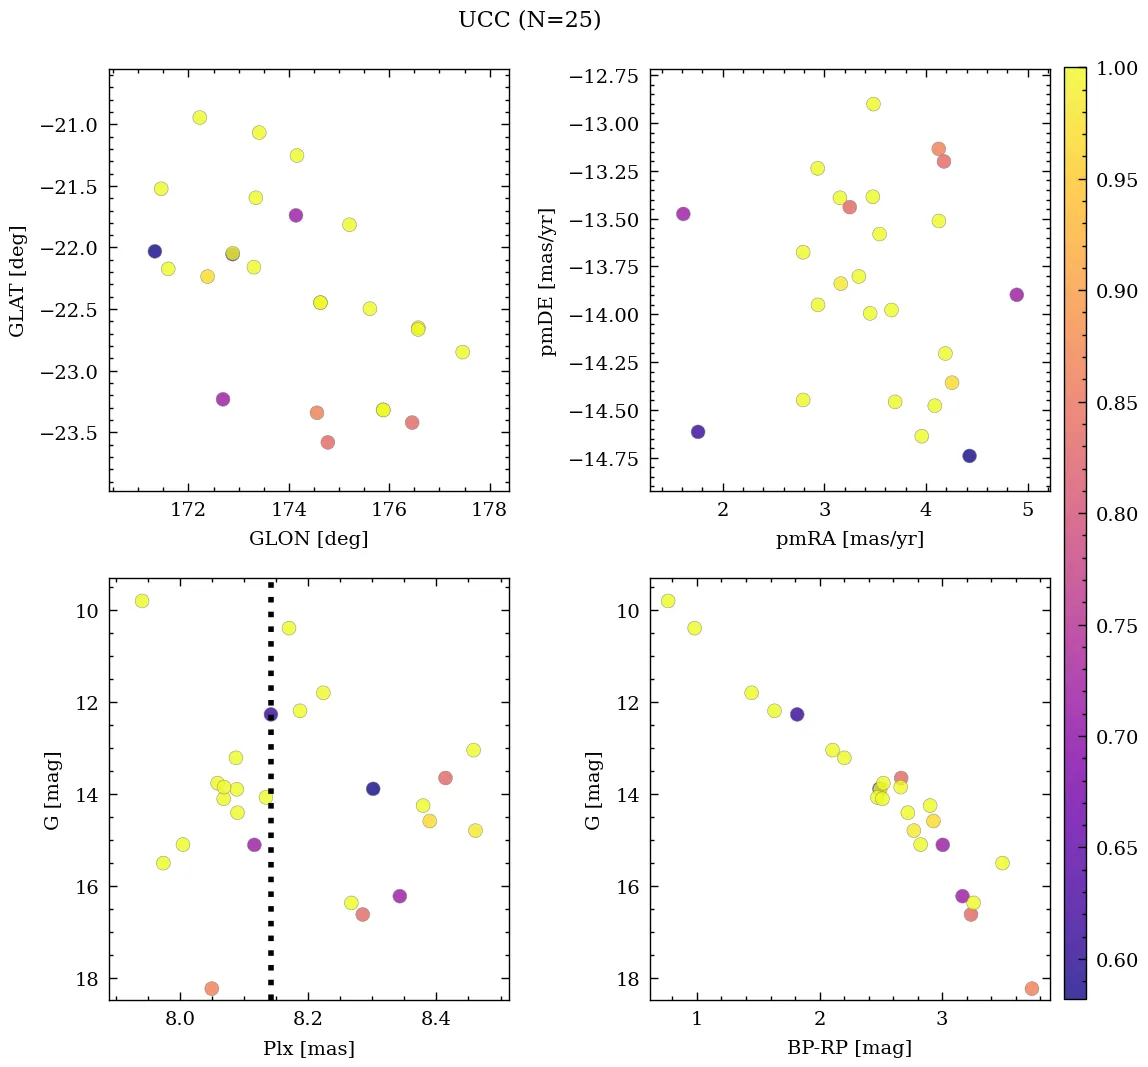 UCC (N=25)
−21.0
−21.5
−22.0
−22.5
−23.0
−23.5
GLAT [deg]
172 174 176 178
GLON [deg]
−12.75
−13.00
−13.25
−13.50
−13.75
−14.00
−14.25
−14.50
−14.75
pmDE [mas/yr]
2 3 4 5
pmRA [mas/yr]
10
12
14
16
18
G [mag]
8.0 8.2 8.4
Plx [mas]
10
12
14
16
18
G [mag]
1 2 3
BP-RP [mag]
1.00
0.95
0.90
0.85
0.80
0.75
0.70
0.65
0.60